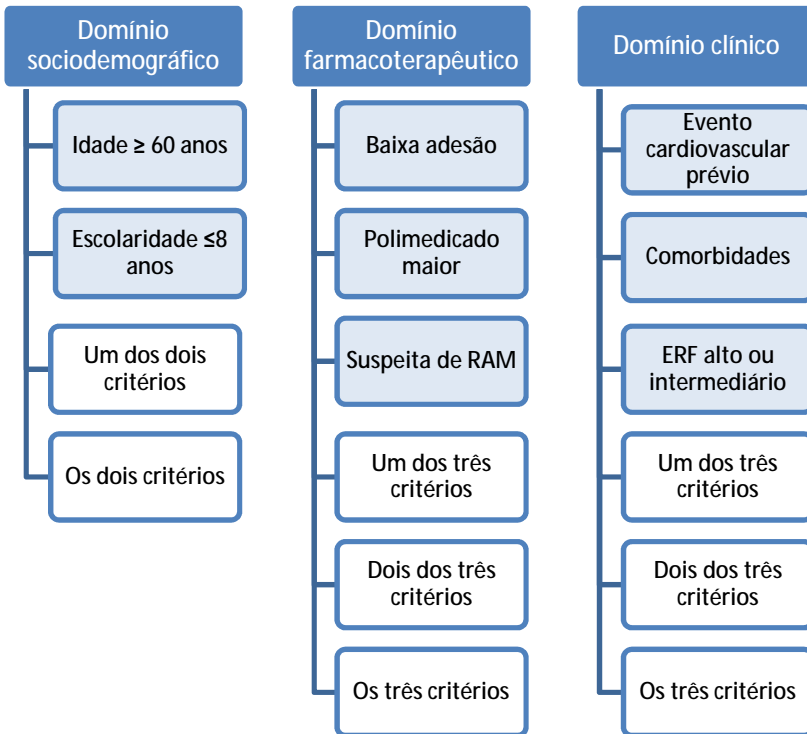 Domínio
sociodemográfico
Idade ≥ 60 anos
Escolaridade ≤8
anos
Um dos dois
critérios
Os dois critérios
Domínio
farmacoterapêutico
Baixa adesão
Polimedicado
maior
Suspeita de RAM
Um dos três
critérios
Dois dos três
critérios
Os três critérios
Domínio clínico
Evento
cardiovascular
prévio
Comorbidades
ERF alto ou
intermediário
Um dos três
critérios
Dois dos três
critérios
Os três critérios